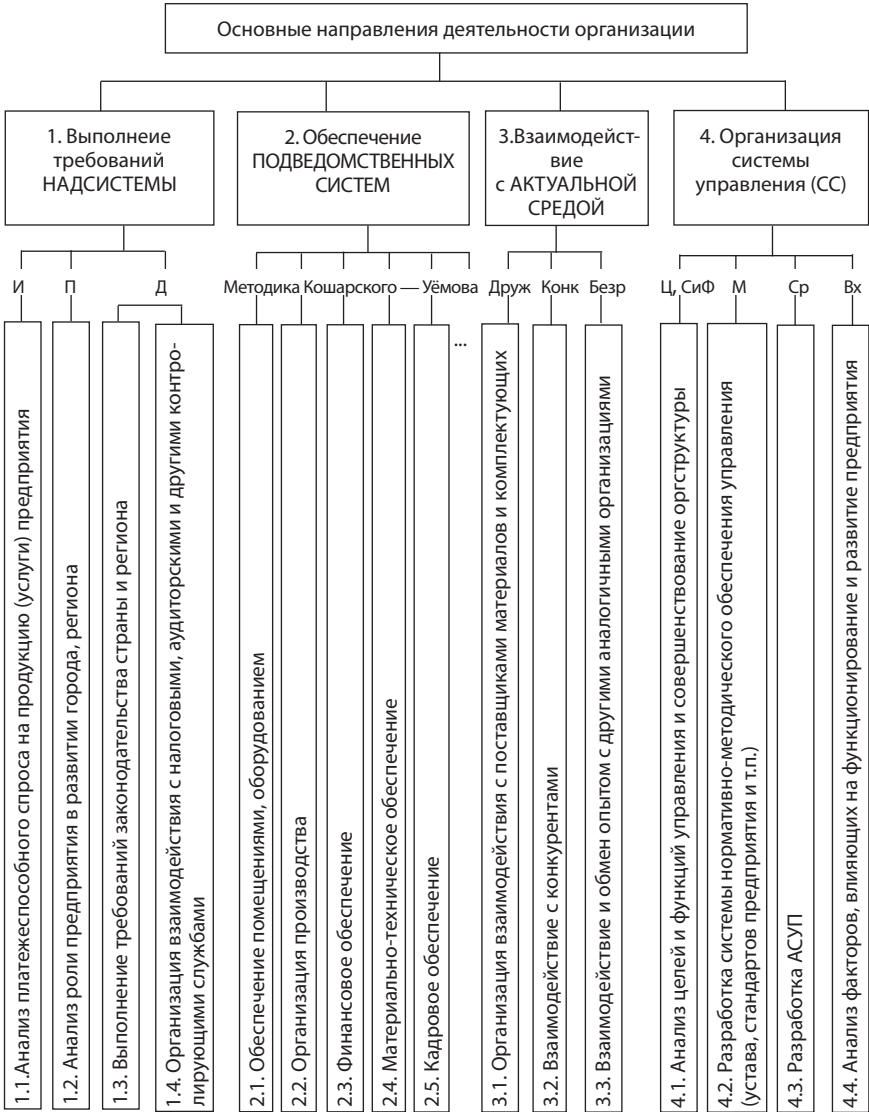 Основные направления деятельности организации
1. Выполнеие
требований
НАДСИСТЕМЫ
2. Обеспечение
ПОДВЕДОМСТВЕННЫХ
СИСТЕМ
3.Взаимодейст-
вие
с АКТУАЛЬНОЙ
СРЕДОЙ
4. Организация
системы
управления (СС)
И П Д
Методика Кошарского — Уёмова
Друж Конк Безр
Ц, СиФ М Ср Вх
1.1.Анализ платежеспособного спроса на продукцию (услуги) предприятия
1.2. Анализ роли предприятия в развитии города, региона
1.3. Выполнение требований законодательства страны и региона
1.4. Организация взаимодействия с налоговыми, аудиторскими и другими контро-
лирующими службами
2.1. Обеспечение помещениями, оборудованием
2.2. Организация производства
2.3. Финансовое обеспечение
2.4. Материально-техническое обеспечение
2.5. Кадровое обеспечение
...
3.1. Организация взаимодействия с поставщиками материалов и комплектующих
3.2. Взаимодействие с конкурентами
3.3. Взаимодействие и обмен опытом с другими аналогичными организациями
4.1. Анализ целей и функций управления и совершенствование оргструктуры
4.2. Разработка системы нормативно-методического обеспечения управления
(устава, стандартов предприятия и т.п.)
4.3. Разработка АСУП
4.4. Анализ факторов, влияющих на функционирование и развитие предприятия